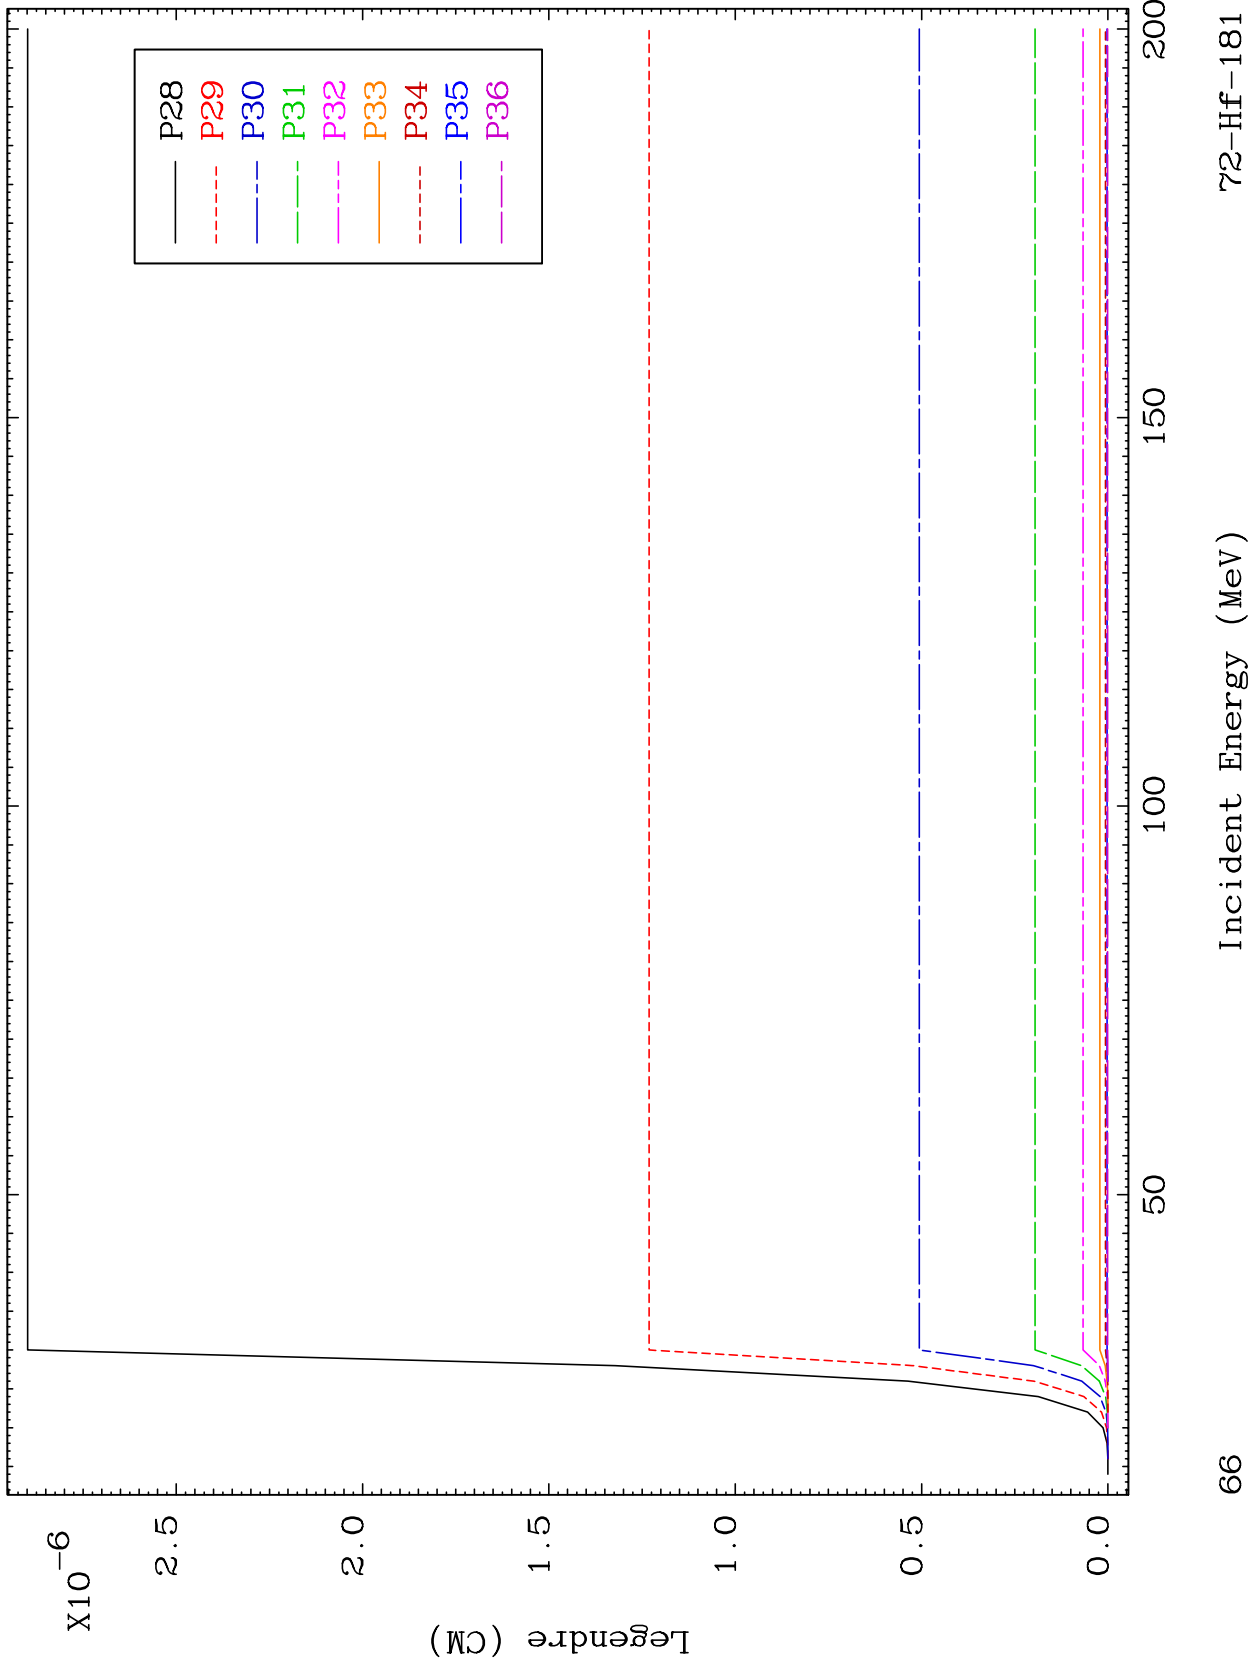 X10-6
Legendre (CM)
2.5
2.0
1.5
1.0
0.5
0.0
P28
P29
P30
P31
P32
P33
P34
P35
P36
50
100
150
200
Incident Energy (MeV)
66
72-Hf-181